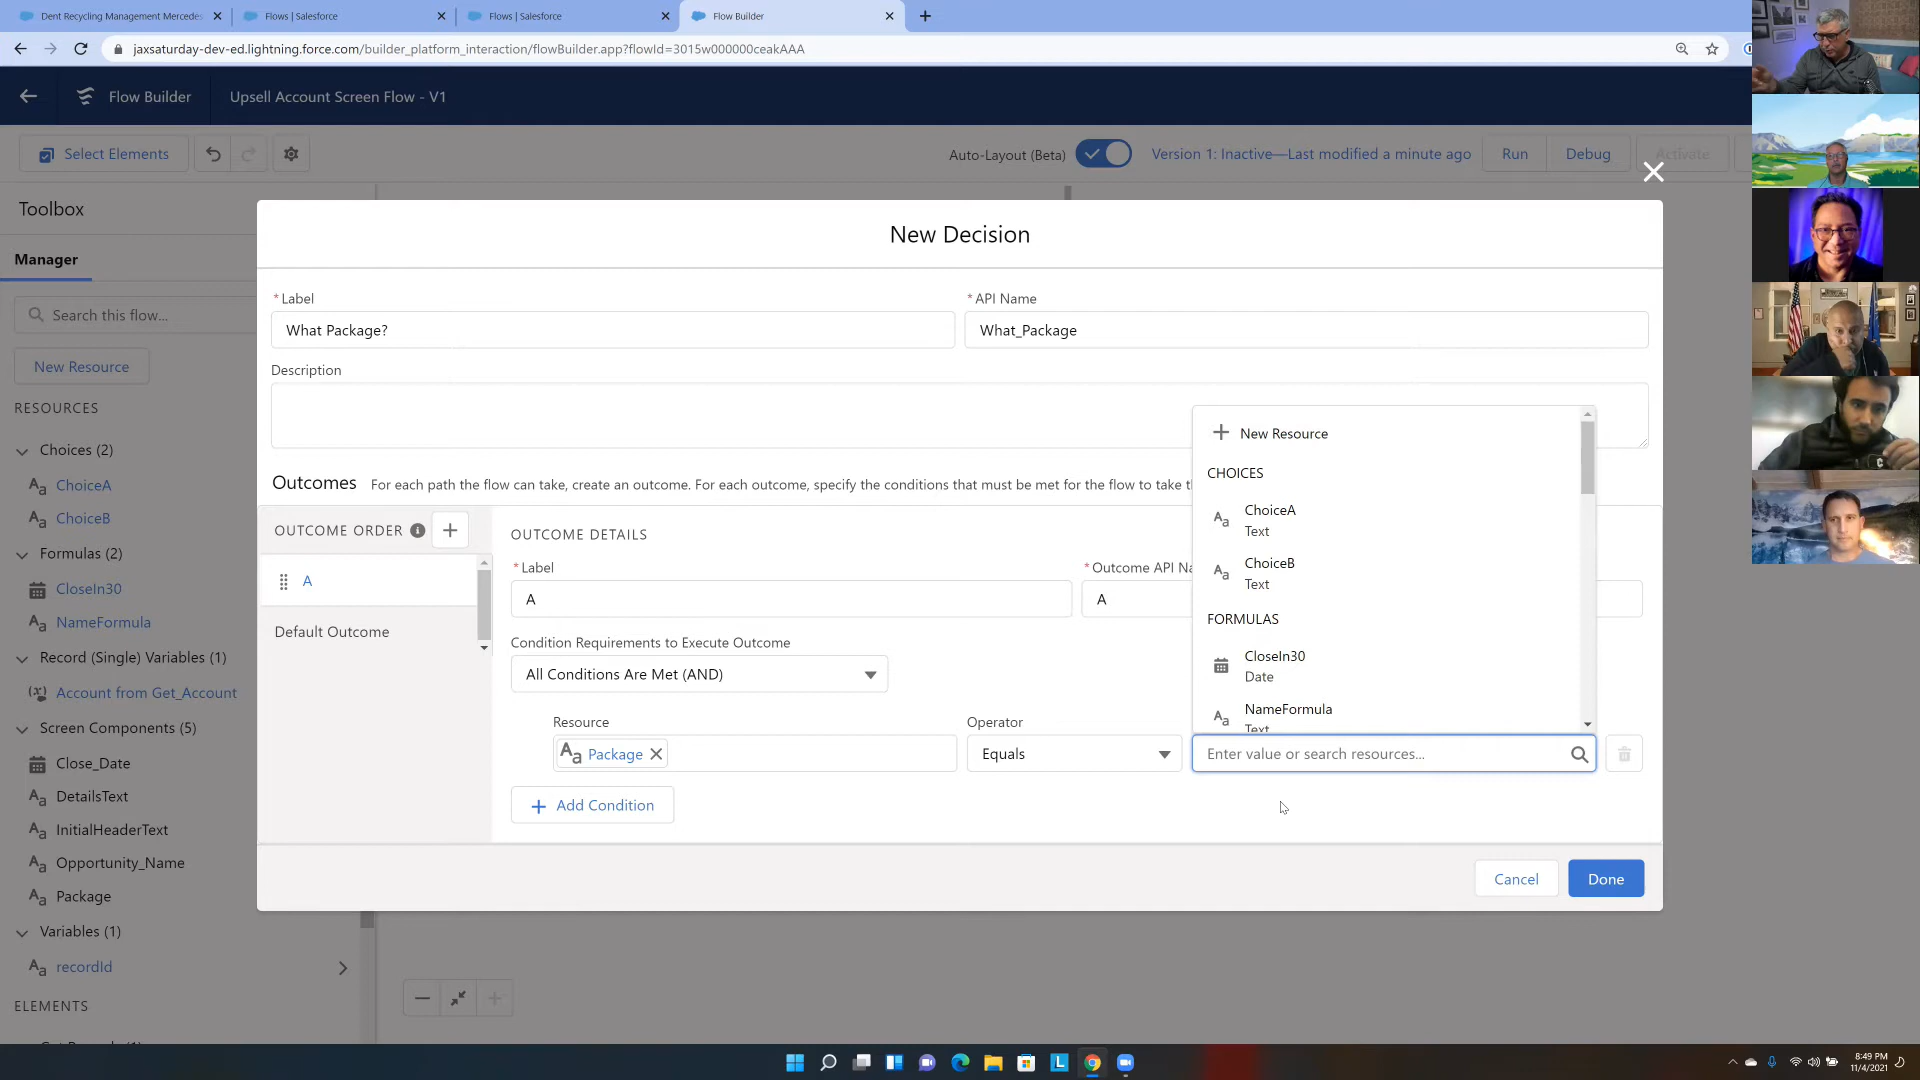 Dent Recycling Management Mercedes
Flows | Salesforce
Flows | Salesforce
Flow Builder
jaxsaturday-dev-ed.lightning.force.com/builder_platform_interaction/flowBuilder.app?flowId=3015w000000ceakAAA
Flow Builder
Upsell Account Screen Flow - V1
Select Elements
Auto-Layout (Beta)
Version 1: Inactive—Last modified a minute ago
Run
Debug
Activate
Toolbox
Manager
Search this flow...
New Resource
RESOURCES
Choices (2)
ChoiceA
ChoiceB
Formulas (2)
CloseIn30
NameFormula
Record (Single) Variables (1)
Account from Get_Account
Screen Components (5)
Close_Date
DetailsText
InitialHeaderText
Opportunity_Name
Package
Variables (1)
recordId
ELEMENTS
New Decision
* Label
What Package?
* API Name
What_Package
Description
Outcomes
For each path the flow can take, create an outcome. For each outcome, specify the conditions that must be met for the flow to take t
OUTCOME ORDER
A
Default Outcome
OUTCOME DETAILS
* Label
A
* Outcome API Na
A
Condition Requirements to Execute Outcome
All Conditions Are Met (AND)
Resource
Package
Operator
Equals
New Resource
CHOICES
ChoiceA
Text
ChoiceB
Text
FORMULAS
CloseIn30
Date
NameFormula
Text
Enter value or search resources...
Add Condition
Cancel
Done
8:49 PM
11/4/2021